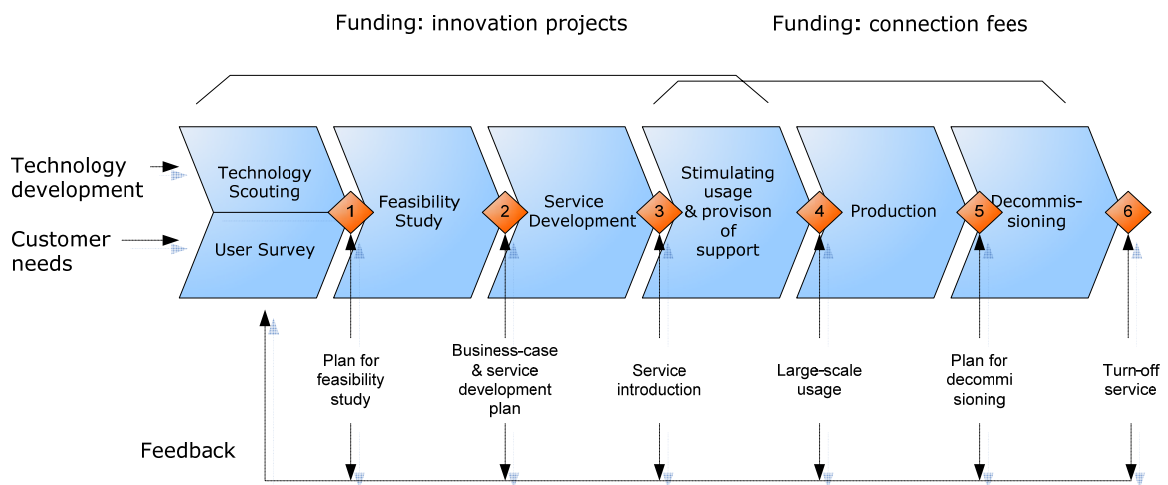 Funding: innovation projects
Funding: connection fees
Technology
development
Customer
needs
Technology
Scouting
User Survey
1
Feasibility
Study
2
Service
Development
3
Stimulating
usage
& provison
of
support
4
Production
5
Decommis-
sioning
6
Plan for
feasibility
study
Business-case
& service
development
plan
Service
introduction
Large-scale
usage
Plan for
decommi
sioning
Turn-off
service
Feedback